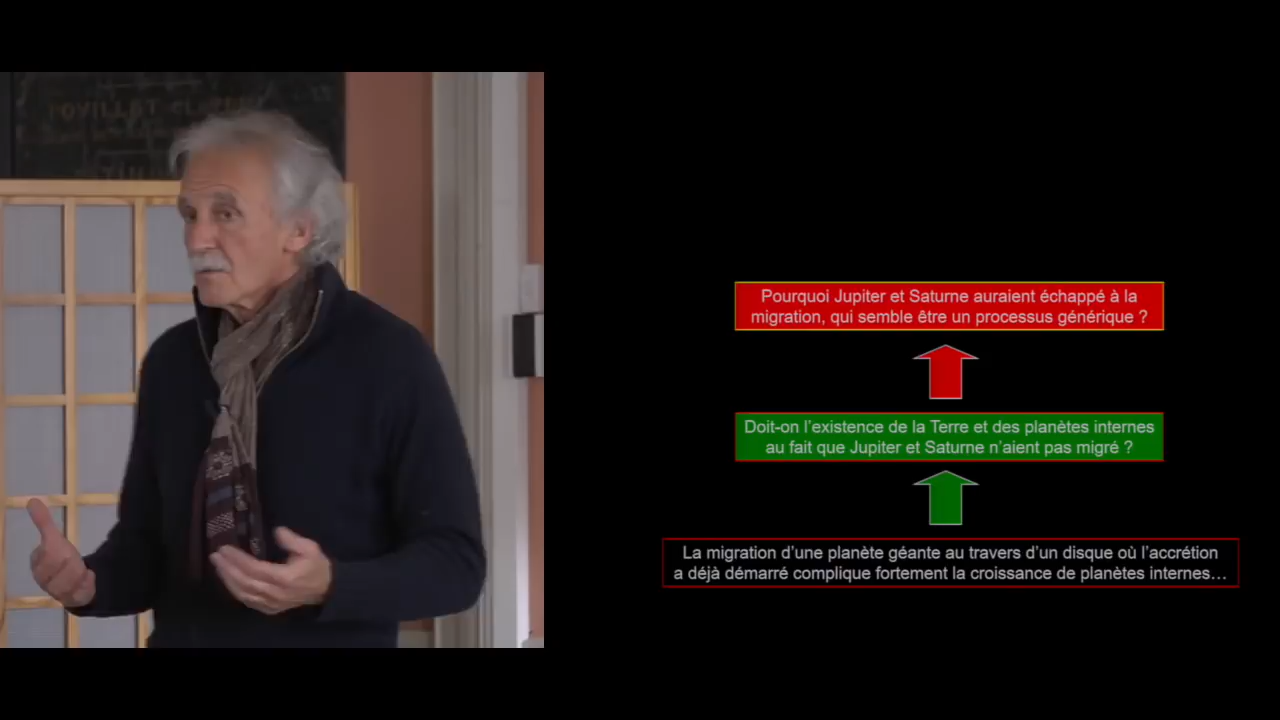 Pourquoi Jupiter et Saturne auraient échappé à la
migration, qui semble être un processus générique ?
Doit-on l'existence de la Terre et des planètes internes
au fait que Jupiter et Saturne n'aient pas migré ?
La migration d'une planète géante au travers d'un disque où l'accrétion
a déjà démarré complique fortement la croissance de planètes internes…